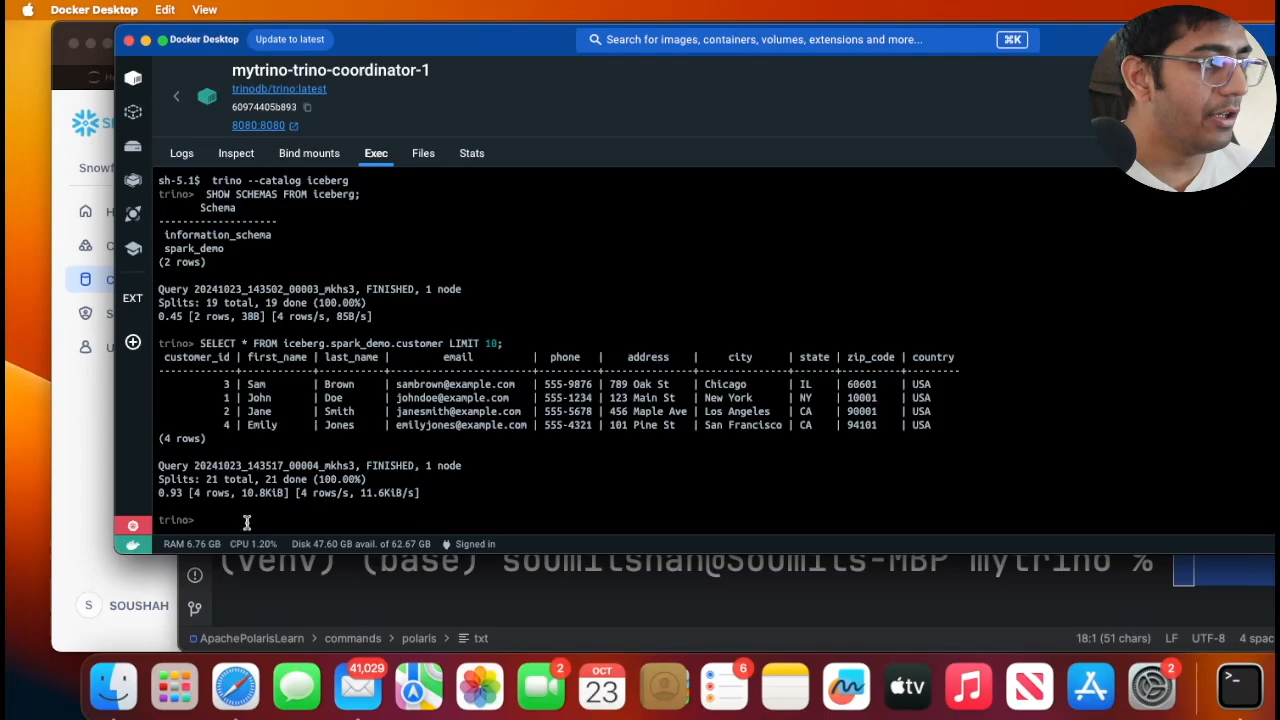 Docker Desktop Edit View
Docker Desktop Update to latest Search for images, containers, volumes, extensions and more... ⌘K
mytrino-trino-coordinator-1
trinodb/trino:latest
60974405b893
8080:8080
Logs Inspect Bind mounts Exec Files Stats
Snowf
EXT
S SOUSHAH
sh-5.1$ trino --catalog iceberg
trino> SHOW SCHEMAS FROM iceberg;
Schema
--------------------
information_schema
spark_demo
(2 rows)
Query 20241023_143502_00003_mkhs3, FINISHED, 1 node
Splits: 19 total, 19 done (100.00%)
0.45 [2 rows, 38B] [4 rows/s, 85B/s]
trino> SELECT * FROM iceberg.spark_demo.customer LIMIT 10;
customer_id | first_name | last_name | email | phone | address | city | state | zip_code | country
-------------+------------+-----------+-----------------------+----------+---------------+---------------+-------+----------+---------
3 | Sam | Brown | sambrown@example.com | 555-9876 | 789 Oak St | Chicago | IL | 60601 | USA
1 | John | Doe | johndoe@example.com | 555-1234 | 123 Main St | New York | NY | 10001 | USA
2 | Jane | Smith | janesmith@example.com | 555-5678 | 456 Maple Ave | Los Angeles | CA | 90001 | USA
4 | Emily | Jones | emilyjones@example.com | 555-4321 | 101 Pine St | San Francisco | CA | 94101 | USA
(4 rows)
Query 20241023_143517_00004_mkhs3, FINISHED, 1 node
Splits: 21 total, 21 done (100.00%)
0.93 [4 rows, 10.8KiB] [4 rows/s, 11.6KiB/s]
trino>
RAM 6.76 GB CPU 1.20% Disk 47.60 GB avail. of 62.67 GB Signed in
(venv) (base) soumilshah@Soumils-MBP mytrino %
ApachePolarisLearn > commands > polaris > txt 18:1 (51 chars) LF UTF-8 4 spac
41,029 2 OCT 23 6 tv 2